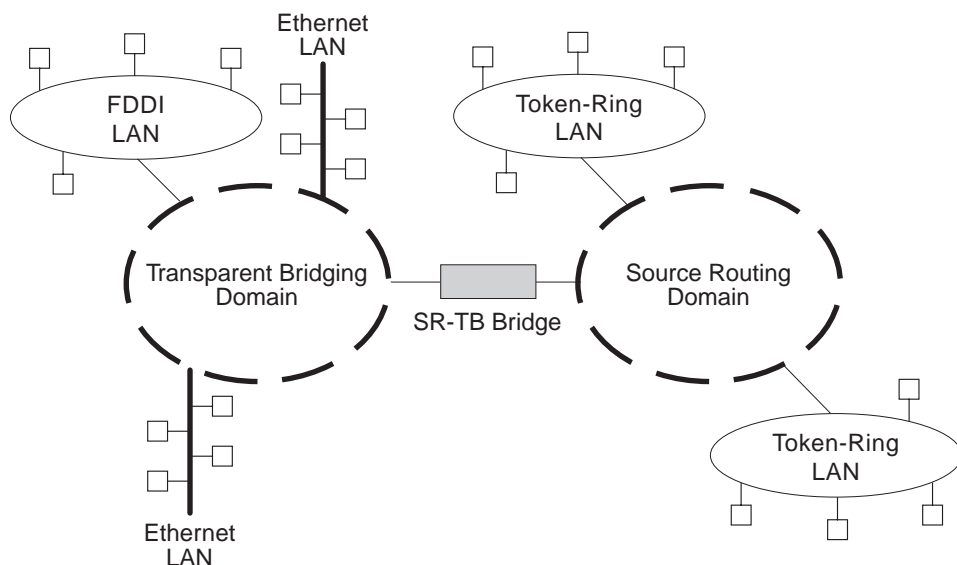 Ethernet
LAN
FDDI
LAN
Token-Ring
LAN
Transparent Bridging
Domain
SR-TB Bridge
Source Routing
Domain
Token-Ring
LAN
Ethernet
LAN